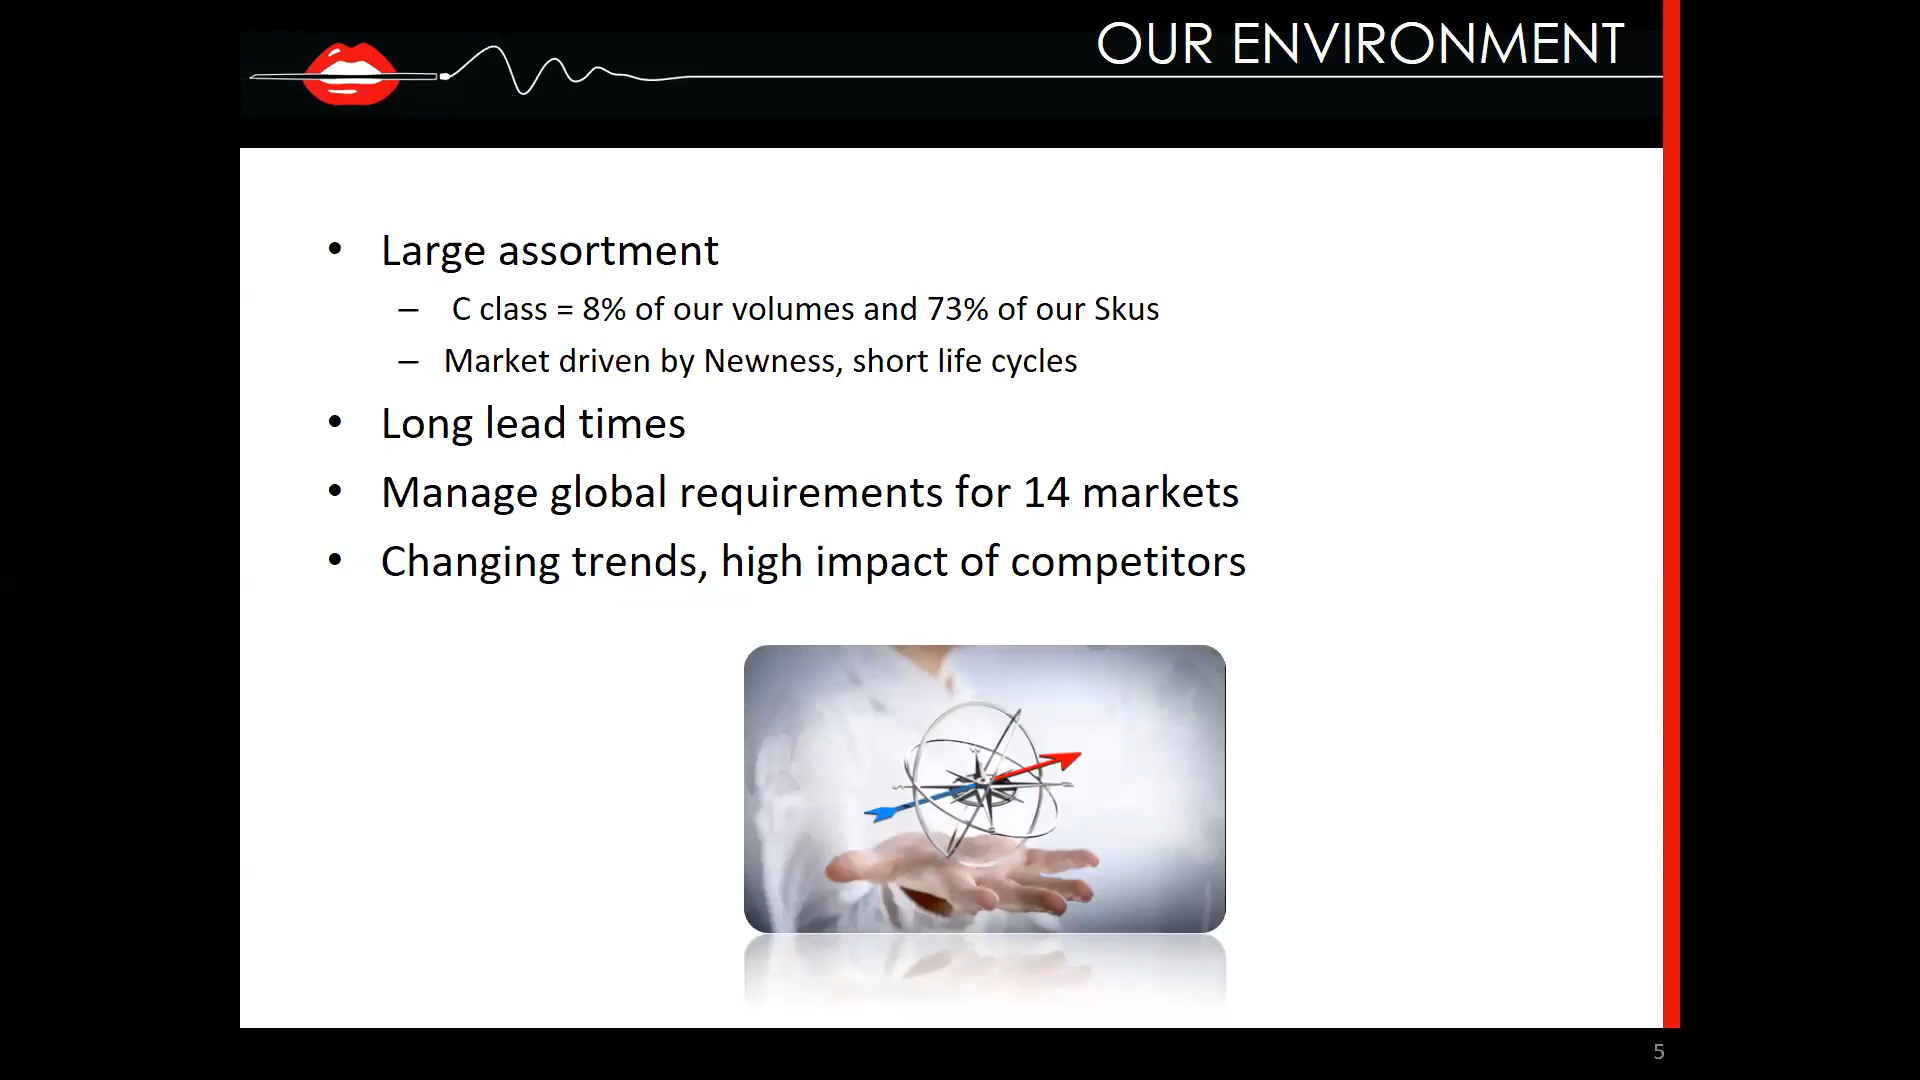 OUR ENVIRONMENT
• Large assortment
– C class = 8% of our volumes and 73% of our Skus
– Market driven by Newness, short life cycles
• Long lead times
• Manage global requirements for 14 markets
• Changing trends, high impact of competitors
5